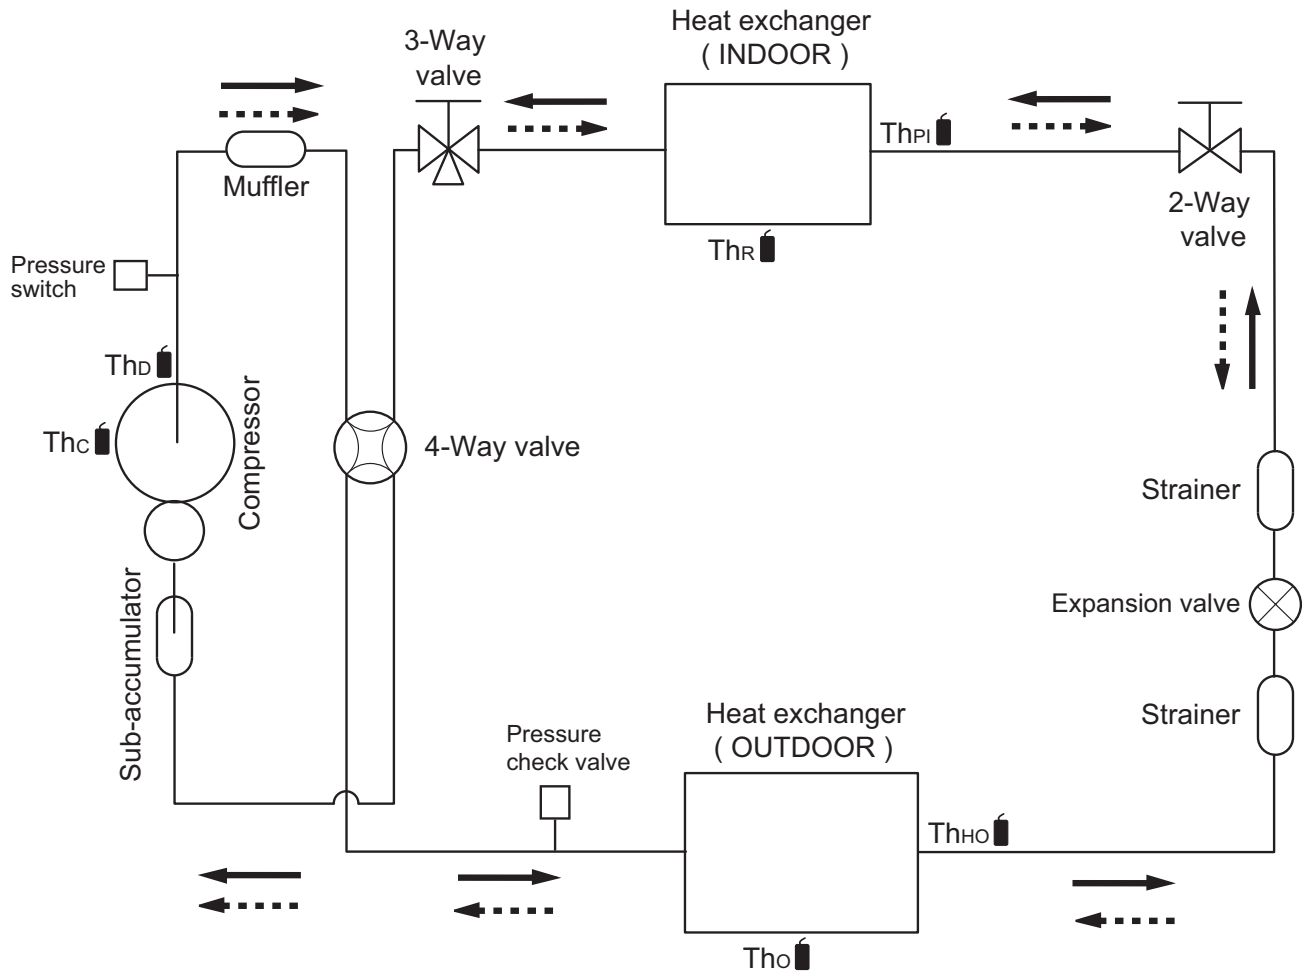 Heat exchanger
( INDOOR )
3-Way
valve
ThPI
Muffler
2-Way
valve
ThR
Pressure
switch
ThD
Compressor
ThC
4-Way valve
Strainer
Expansion valve
Sub-accumulator
Strainer
Heat exchanger
( OUTDOOR )
Pressure
check valve
ThHO
ThO